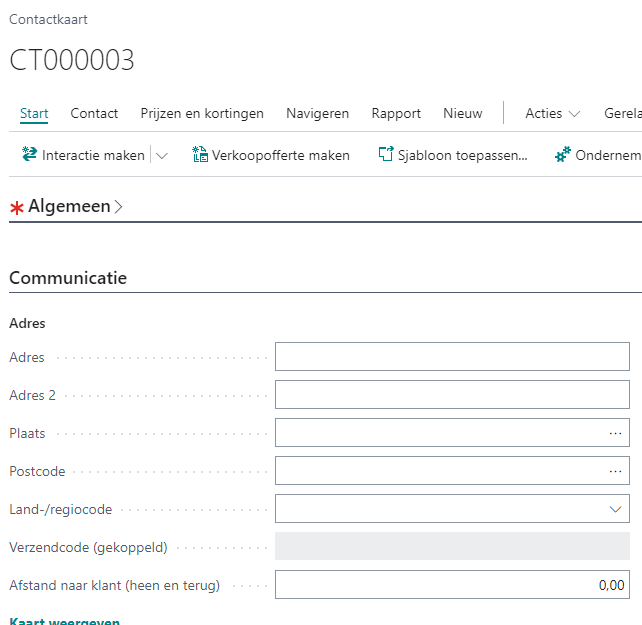 Contactkaart
CT000003
Start Contact Prijzen en kortingen Navigeren Rapport Nieuw Acties
Interactie maken Verkoopofferte maken Sjabloon toepassen...
Algemeen
Communicatie
Adres
Adres
Adres 2
Plaats
Postcode
Land-/regiocode
Verzendcode (gekoppeld)
Afstand naar klant (heen en terug) 0,00
Kaart weergeven